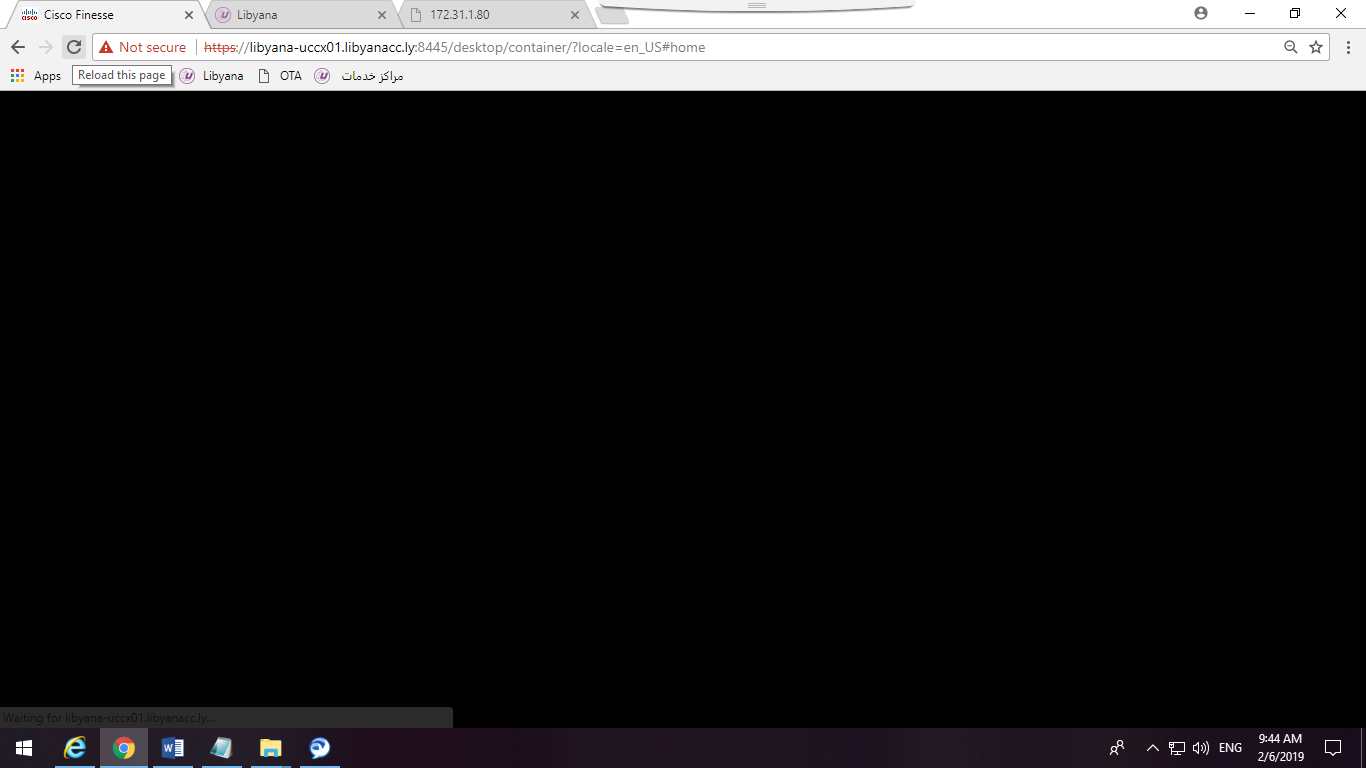 Cisco Finesse
Libyana
172.31.1.80
Not secure
https://libyana-uccx01.libyanacc.ly:8445/desktop/container/?locale=en_US#home
Apps
Reload this page
Libyana
OTA
مراكز خدمات
Waiting for libyana-uccx01.libyanacc.ly...
ENG
9:44 AM
2/6/2019